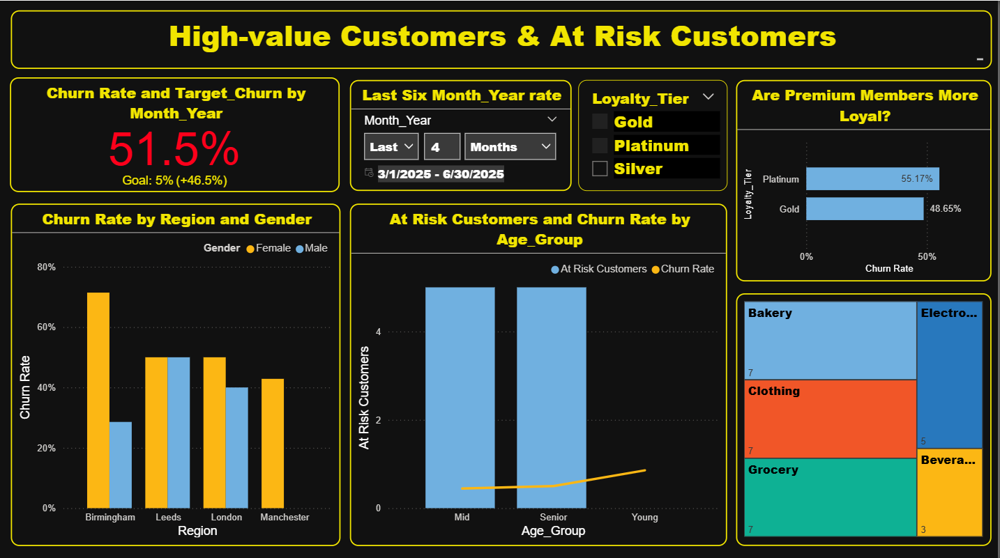 High-value Customers & At Risk Customers
Churn Rate and Target_Churn by
Month_Year
51.5%
Goal: 5% (+46.5%)
Last Six Month_Year rate
Month_Year
Last
4
Months
3/1/2025 - 6/30/2025
Loyalty_Tier
Gold
Platinum
Silver
Are Premium Members More
Loyal?
Loyalty_Tier
Platinum
55.17%
Gold
48.65%
0%
50%
Churn Rate
Churn Rate by Region and Gender
Gender Female Male
Churn Rate
80%
60%
40%
20%
0%
Birmingham
Leeds
London
Manchester
Region
At Risk Customers and Churn Rate by
Age_Group
At Risk Customers Churn Rate
At Risk Customers
4
2
0
Mid
Senior
Young
Age_Group
Bakery
7
Clothing
7
Grocery
7
Electro...
5
Bevera...
3